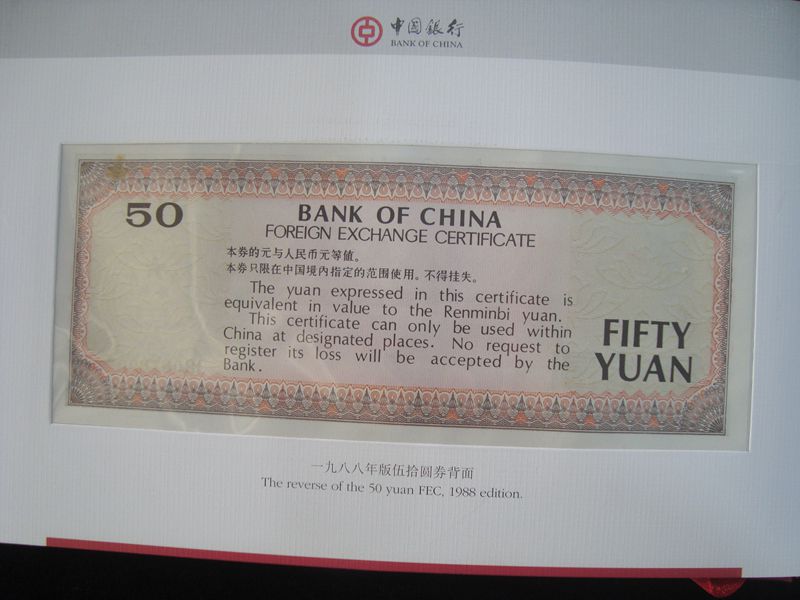 中国银行
BANK OF CHINA
50
BANK OF CHINA
FOREIGN EXCHANGE CERTIFICATE
本券的元与人民币元等值。
本券只限在中国境内指定的范围使用。不得挂失。
The yuan expressed in this certificate is
equivalent in value to the Renminbi yuan.
This certificate can only be used within
China at designated places. No request to
register its loss will be accepted by the
Bank.
FIFTY
YUAN
一九八八年版伍拾圆券背面
The reverse of the 50 yuan FEC, 1988 edition.